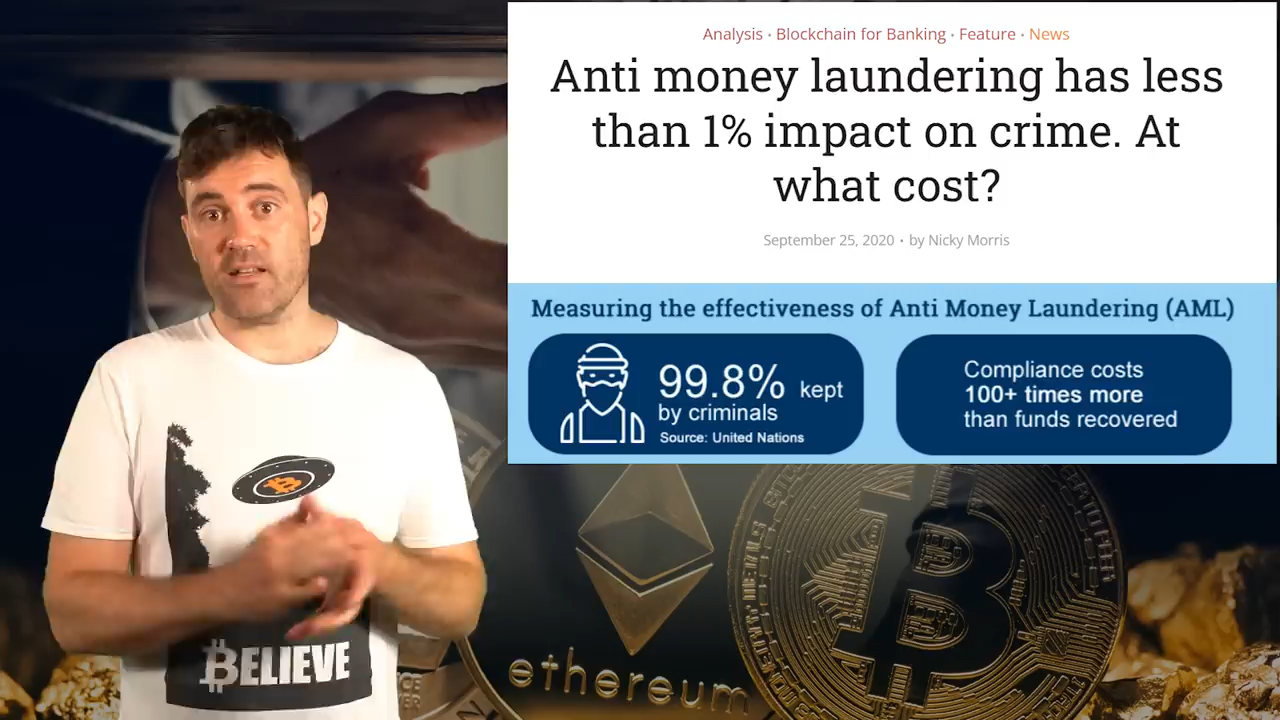 Analysis · Blockchain for Banking · Feature · News
Anti money laundering has less
than 1% impact on crime. At
what cost?
September 25, 2020 · by Nicky Morris
Measuring the effectiveness of Anti Money Laundering (AML)
99.8% kept
by criminals
Source: United Nations
Compliance costs
100+ times more
than funds recovered
BELIEVE
ethereum